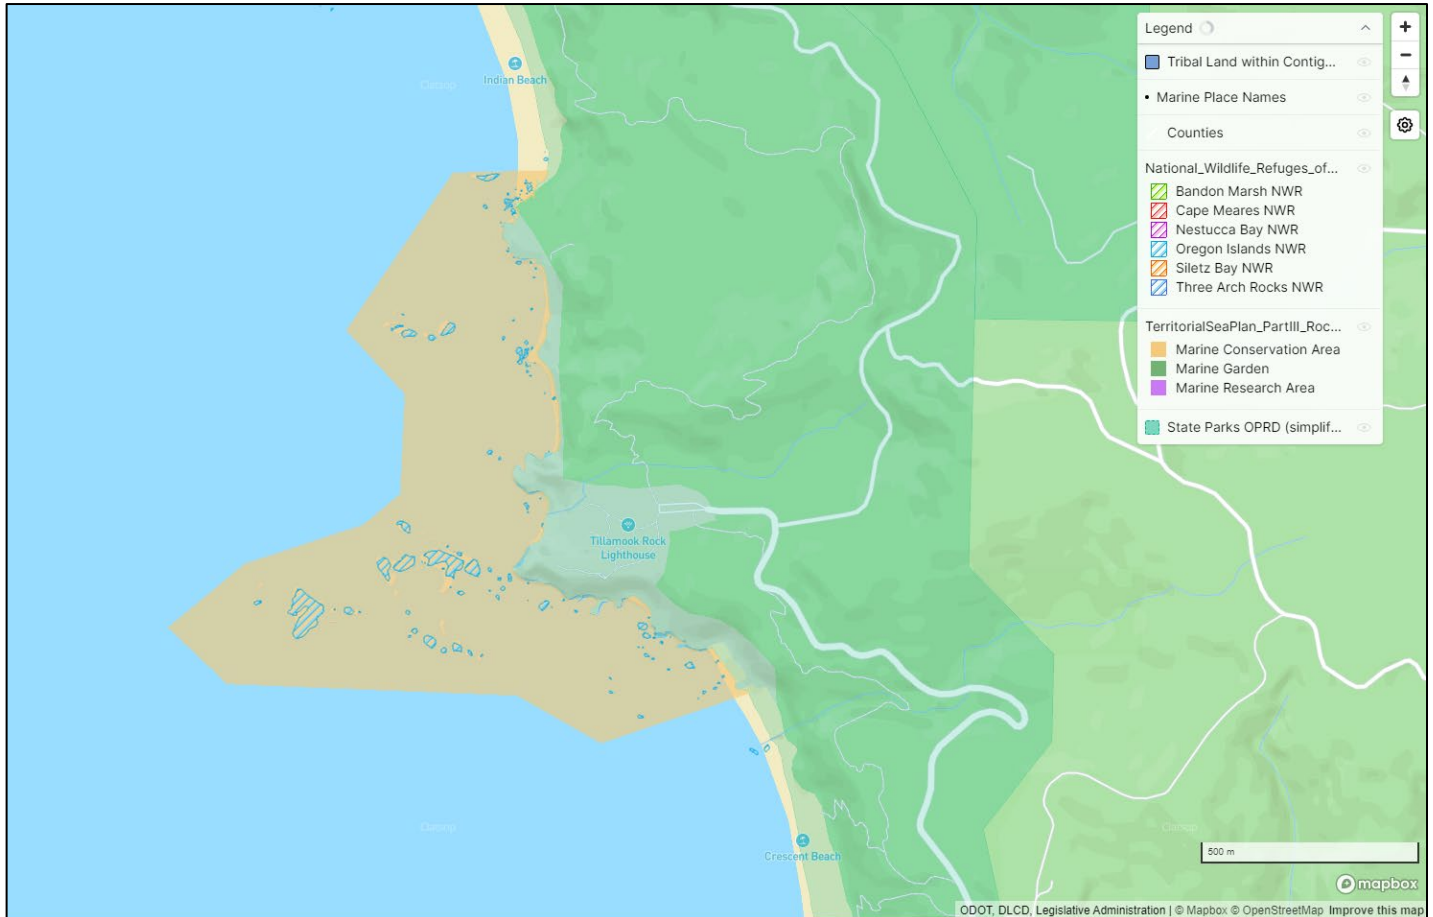 Indian Beach
Clatsop
Tillamook Rock
Lighthouse
Clatsop
Crescent Beach
Clatsop
Legend
Tribal Land within Contig...
Marine Place Names
Counties
National_Wildlife_Refuges_of...
Bandon Marsh NWR
Cape Meares NWR
Nestucca Bay NWR
Oregon Islands NWR
Siletz Bay NWR
Three Arch Rocks NWR
TerritorialSeaPlan_PartIII_Roc...
Marine Conservation Area
Marine Garden
Marine Research Area
State Parks OPRD (simplif...
500 m
mapbox
ODOT, DLCD, Legislative Administration | © Mapbox © OpenStreetMap Improve this map